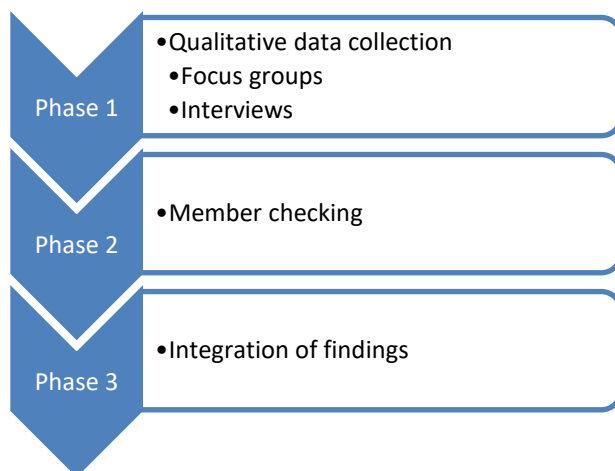 Phase 1
•Qualitative data collection
•Focus groups
•Interviews
Phase 2
•Member checking
Phase 3
•Integration of findings